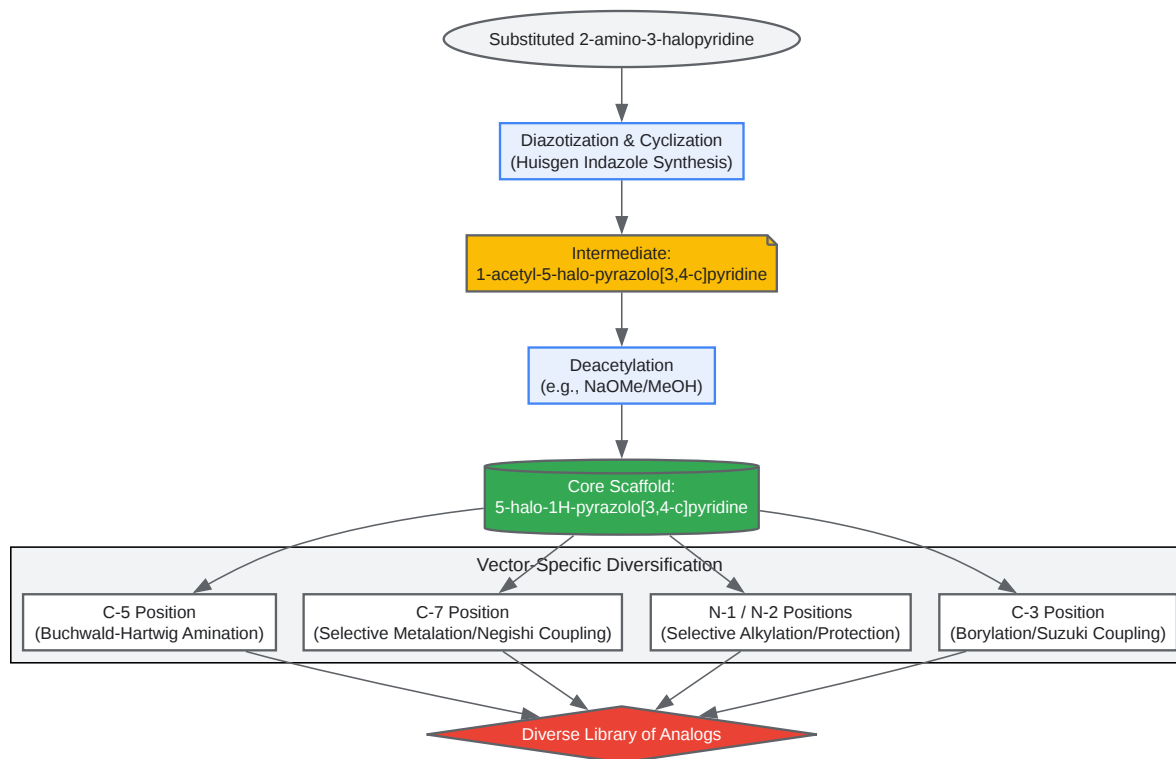 Substituted 2-amino-3-halopyridine
Diazotization & Cyclization
(Huisgen Indazole Synthesis)
Intermediate:
1-acetyl-5-halo-pyrazolo[3,4-c]pyridine
Deacetylation
(e.g., NaOMe/MeOH)
Core Scaffold:
5-halo-1H-pyrazolo[3,4-c]pyridine
Vector-Specific Diversification
C-5 Position
(Buchwald-Hartwig Amination)
C-7 Position
(Selective Metalation/Negishi Coupling)
N-1 / N-2 Positions
(Selective Alkylation/Protection)
C-3 Position
(Borylation/Suzuki Coupling)
Diverse Library of Analogs